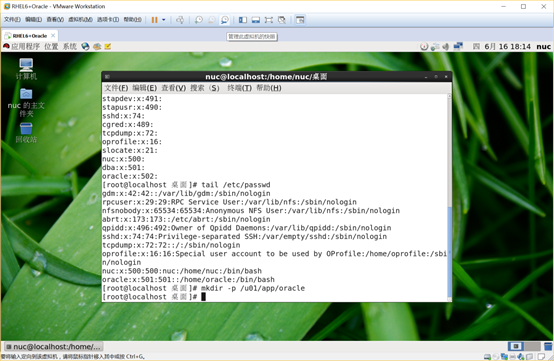 RHEL6+Oracle - VMware Workstation
文件(F) 编辑(E) 查看(V) 虚拟机(M) 选项卡(T) 帮助(H)
RHEL6+Oracle
管理此虚拟机的快照
应用程序 位置 系统 四 6月 16 18:14 nuc
计算机
nuc 的主文件夹
回收站
nuc@localhost:/home/nuc/桌面
文件(F) 编辑(E) 查看(V) 搜索 (S) 终端(T) 帮助(H)
stapdev:x:491:
stapusr:x:490:
sshd:x:74:
cgred:x:489:
tcpdump:x:72:
oprofile:x:16:
slocate:x:21:
nuc:x:500:
dba:x:501:
oracle:x:502:
[root@localhost 桌面]# tail /etc/passwd
gdm:x:42:42::/var/lib/gdm:/sbin/nologin
rpcuser:x:29:29:RPC Service User:/var/lib/nfs:/sbin/nologin
nfsnobody:x:65534:65534:Anonymous NFS User:/var/lib/nfs:/sbin/nologin
abrt:x:173:173::/etc/abrt:/sbin/nologin
qpidd:x:496:492:Owner of Qpidd Daemons:/var/lib/qpidd:/sbin/nologin
sshd:x:74:74:Privilege-separated SSH:/var/empty/sshd:/sbin/nologin
tcpdump:x:72:72::/:/sbin/nologin
oprofile:x:16:16:Special user account to be used by OProfile:/home/oprofile:/sbi
n/nologin
nuc:x:500:500:nuc:/home/nuc:/bin/bash
oracle:x:501:501::/home/oracle:/bin/bash
[root@localhost 桌面]# mkdir -p /u01/app/oracle
[root@localhost 桌面]#
nuc@localhost:/home/...
要将输入定向到该虚拟机，请将鼠标指针移入其中或按 Ctrl+G。